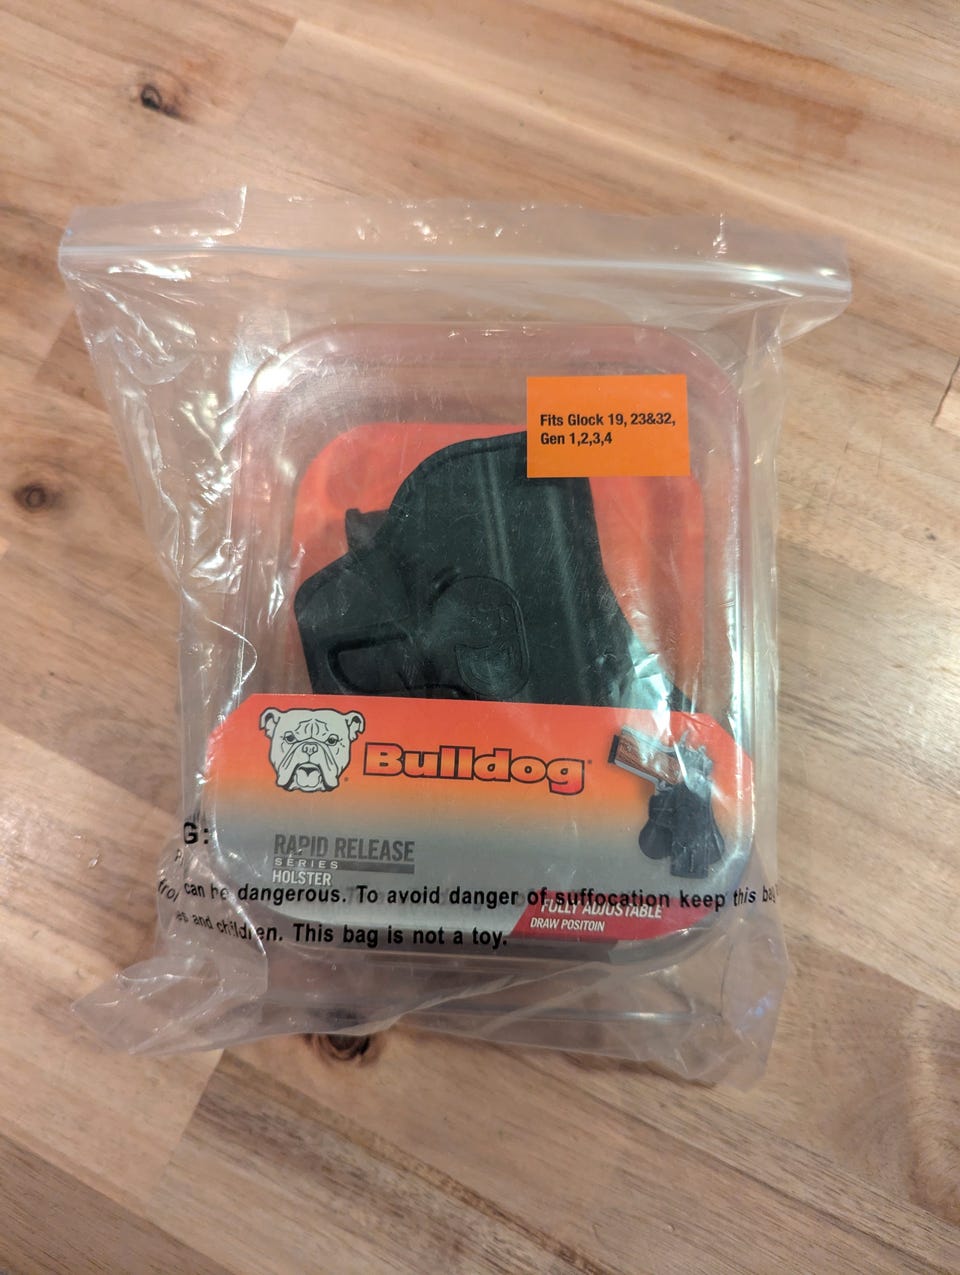 Fits Glock 19, 23&32,
Gen 1,2,3,4
Bulldog
RAPID RELEASE
SERIES
HOLSTER
FULLY ADJUSTABLE
DRAW POSITOIN
G:
can be dangerous. To avoid danger of suffocation keep this bag
and children. This bag is not a toy.